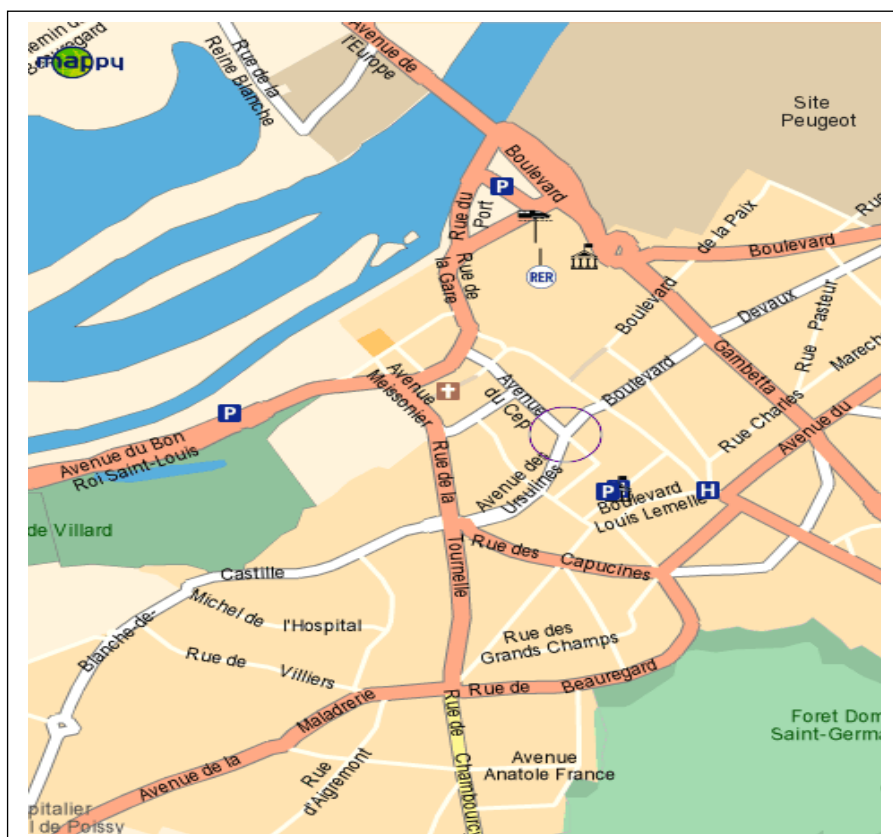 Chemin d
mappy
Rue de la
Reine Blanche
Avenue de
l'Europe
Site
Peugeot
Boulevard
P
Rue du
Port
Rue
de la Paix
Boulevard
Boulevard
RER
Rue de
la Gare
Devaux
Boulevard
Rue Pasteur
Gambetta
Marech
Avenue
Meissonier
Avenue
du Cep
Rue Charles
Avenue du
P
Avenue du Bon
Roi Saint-Louis
Rue de la
Tournelle
Avenue des
Ursulines
P
Boulevard
Louis Lemelle
H
de Villard
Rue des
Capucines
Castille
Blanche-de-
Michel de
l'Hospital
Rue des
Grands Champs
Rue de
Villiers
Rue de
Beauregard
Maladrerie
Avenue de la
Rue de
Chambourc
Foret Dom
Saint-Germa
Rue
d'Aigremont
Avenue
Anatole France
pitalier
l de Poissy